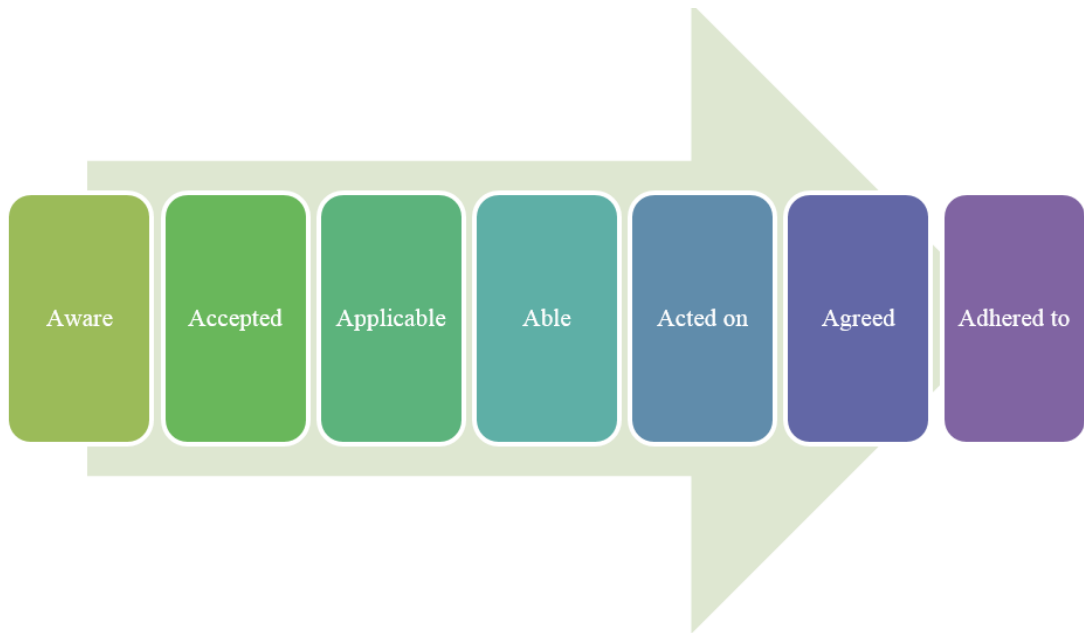 Aware
Accepted
Applicable
Able
Acted on
Agreed
Adhered to